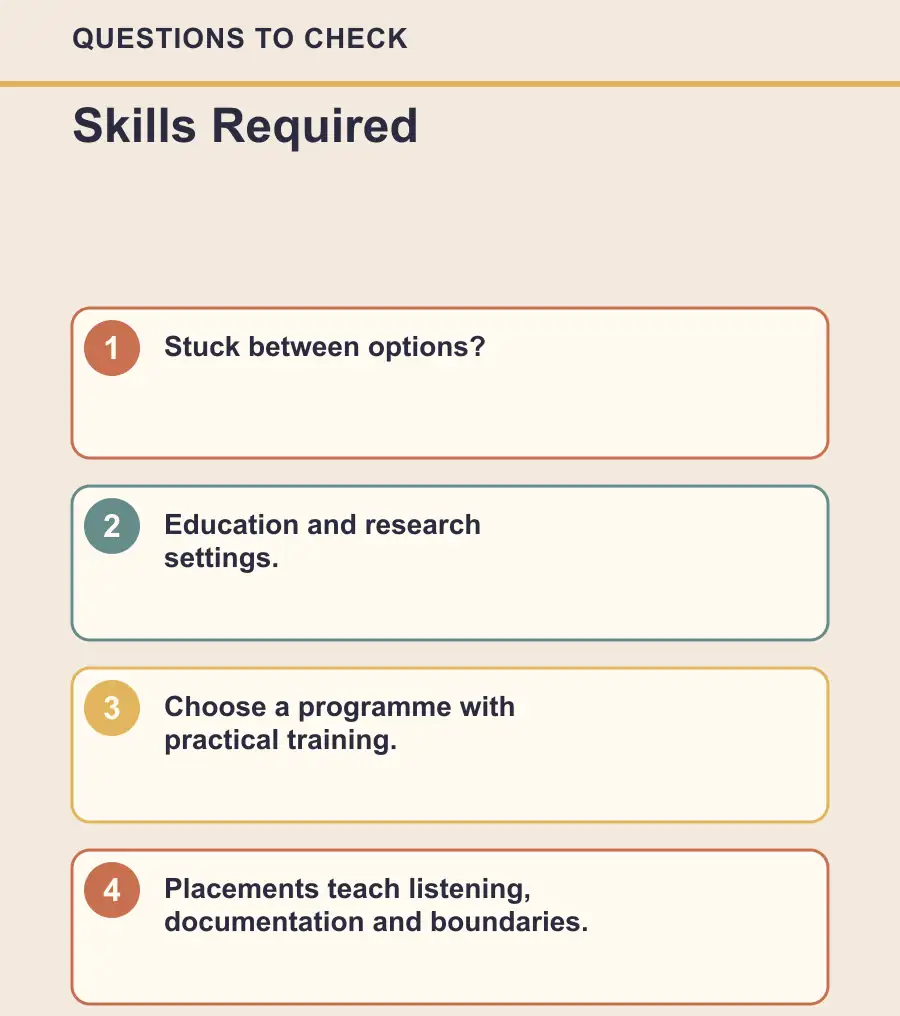 QUESTIONS TO CHECK
Skills Required
1
Stuck between options?
2
Education and research
settings.
3
Choose a programme with
practical training.
4
Placements teach listening,
documentation and boundaries.